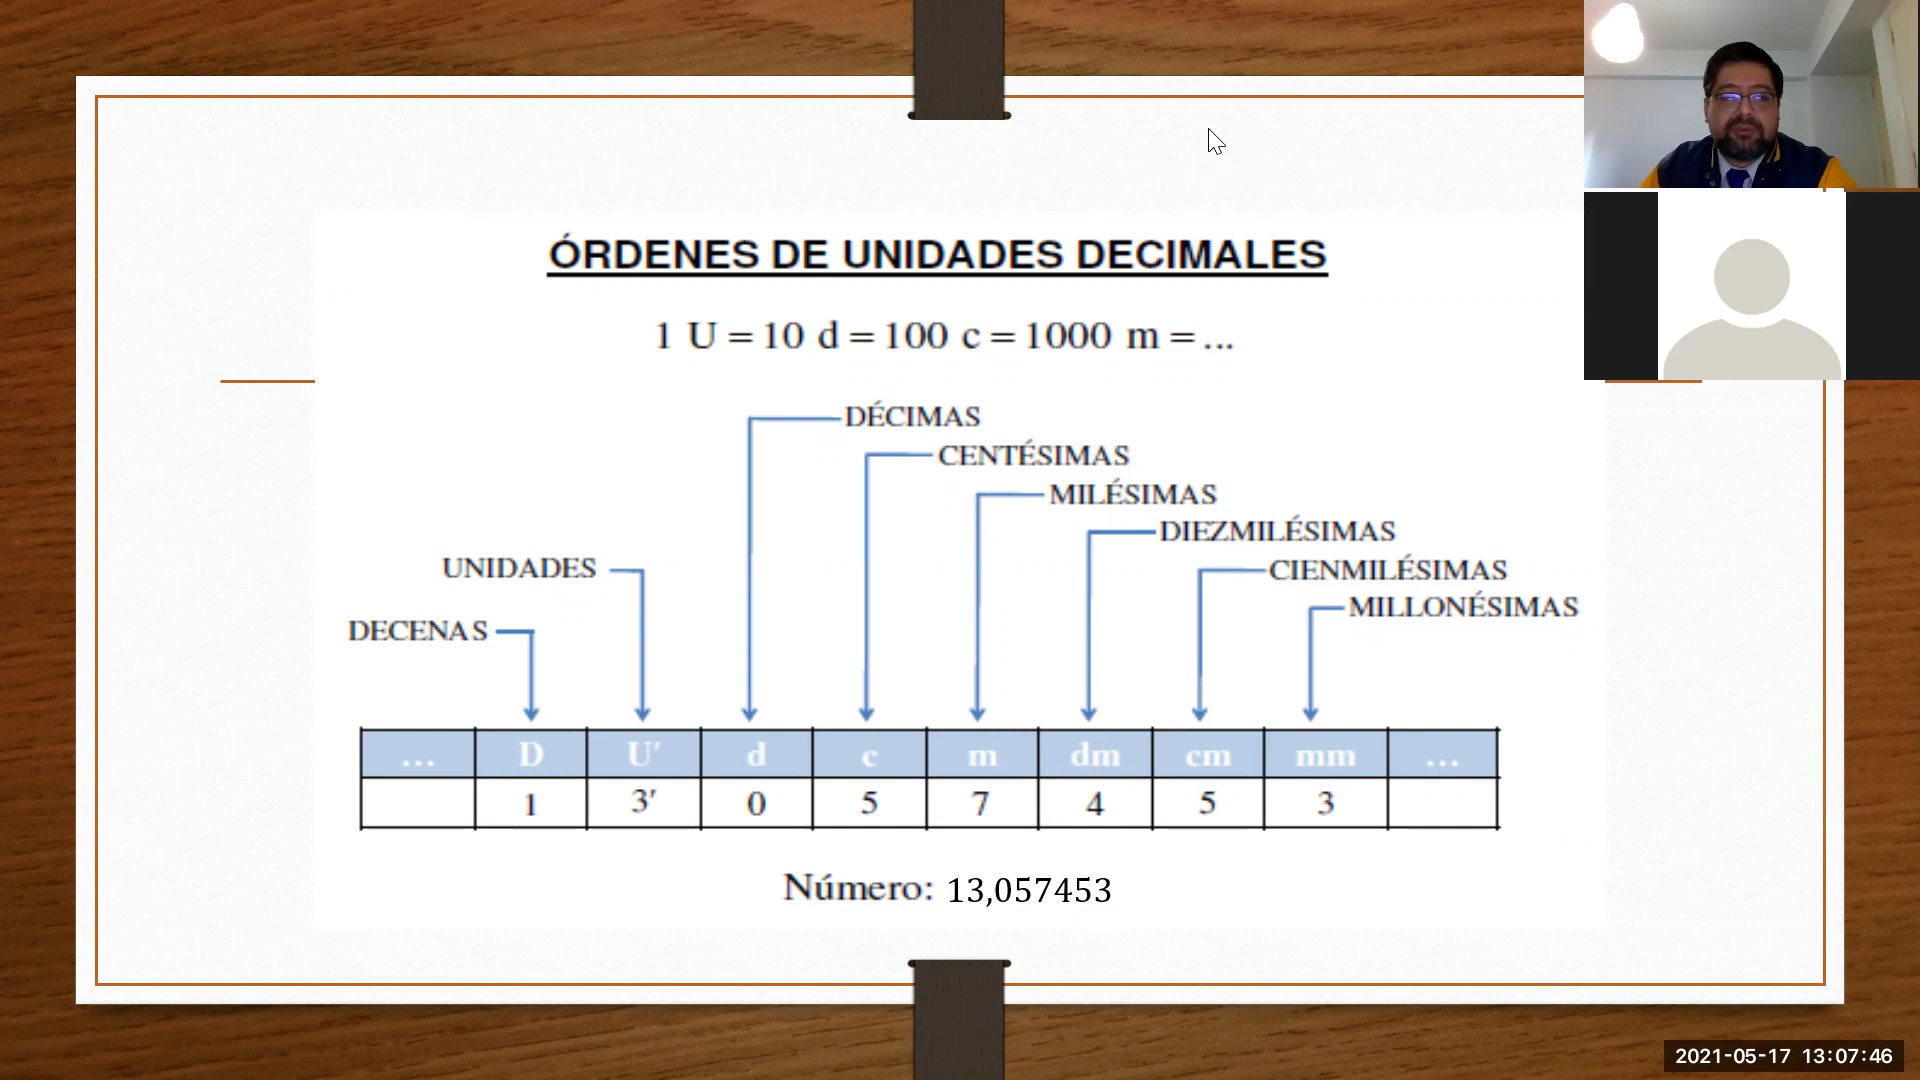 ÓRDENES DE UNIDADES DECIMALES
1 U = 10 d = 100 c = 1000 m = ...
DÉCIMAS
CENTÉSIMAS
MILÉSIMAS
DIEZMILÉSIMAS
UNIDADES
CIENMILÉSIMAS
MILLONÉSIMAS
DECENAS
... D U′ d c m dm cm mm ...
1 3′ 0 5 7 4 5 3
Número: 13,057453
2021-05-17 13:07:46